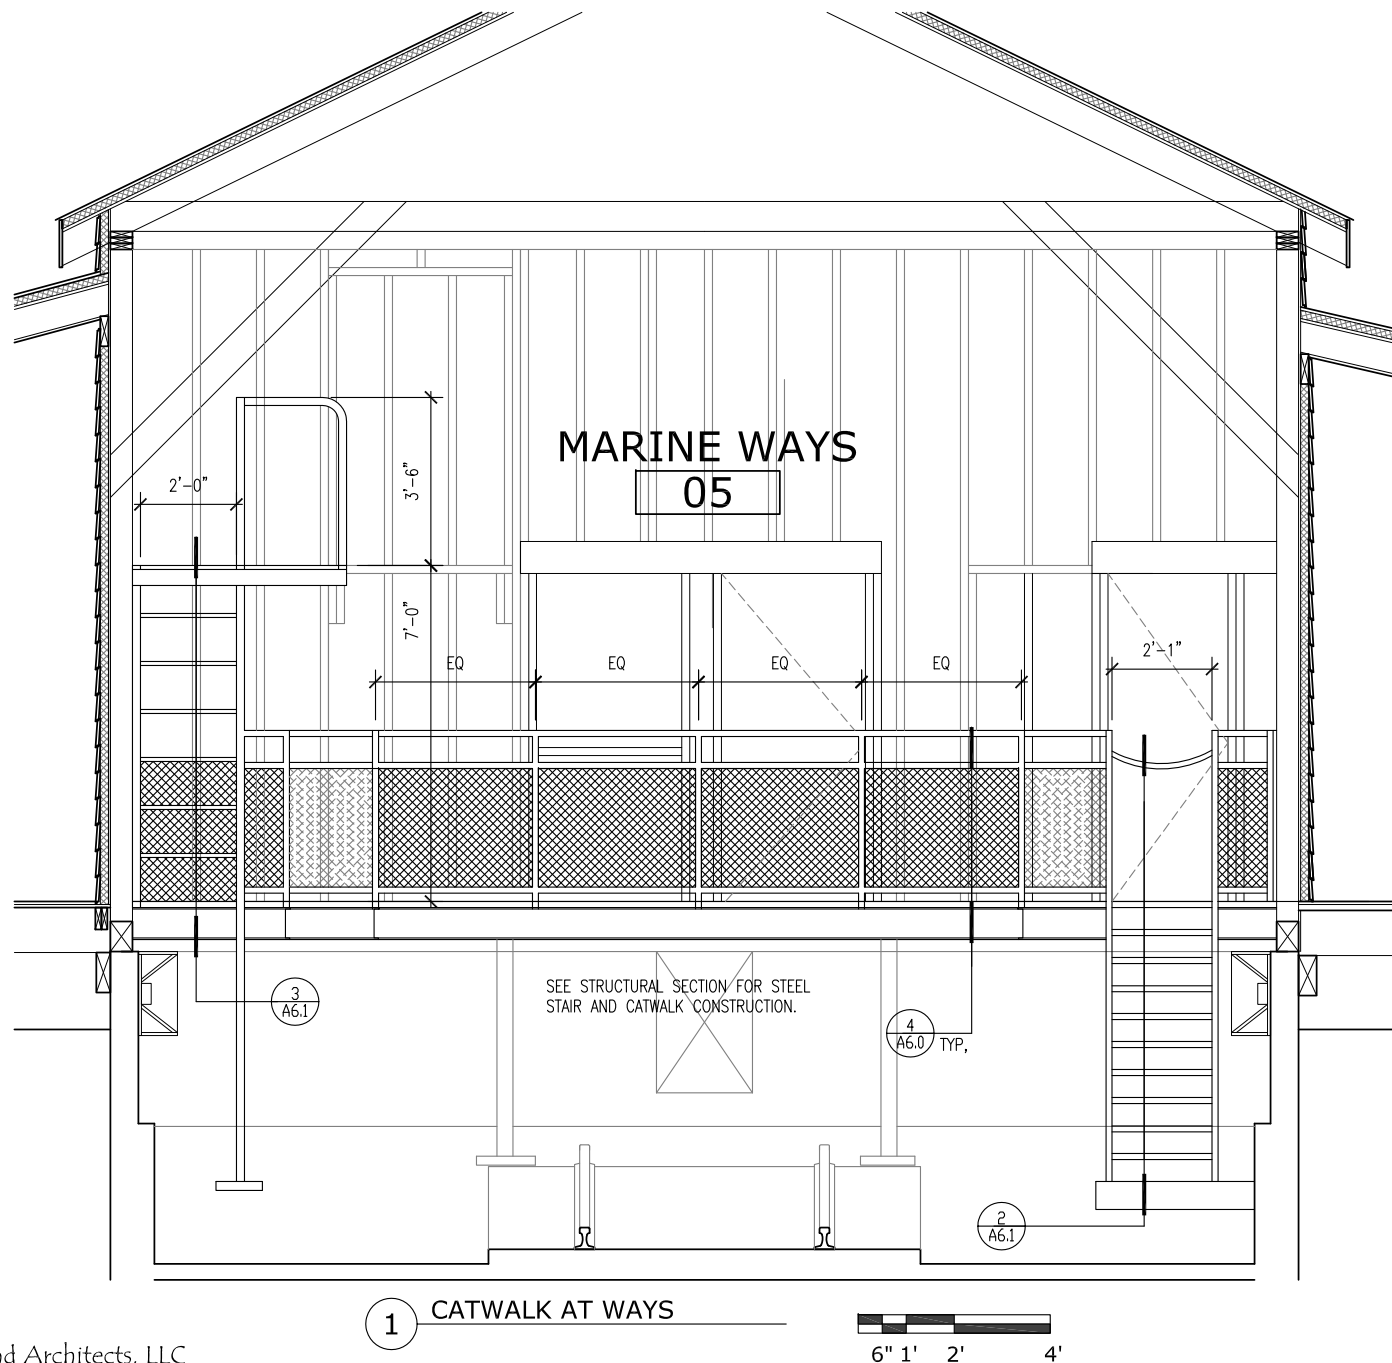 MARINE WAYS
05
2'-0"
3'-6"
7'-0"
EQ
EQ
EQ
EQ
2'-1"
SEE STRUCTURAL SECTION FOR STEEL
STAIR AND CATWALK CONSTRUCTION.
3
A6.1
4
A6.0
TYP,
2
A6.1
1
CATWALK AT WAYS
6" 1' 2' 4'
Architects, LLC